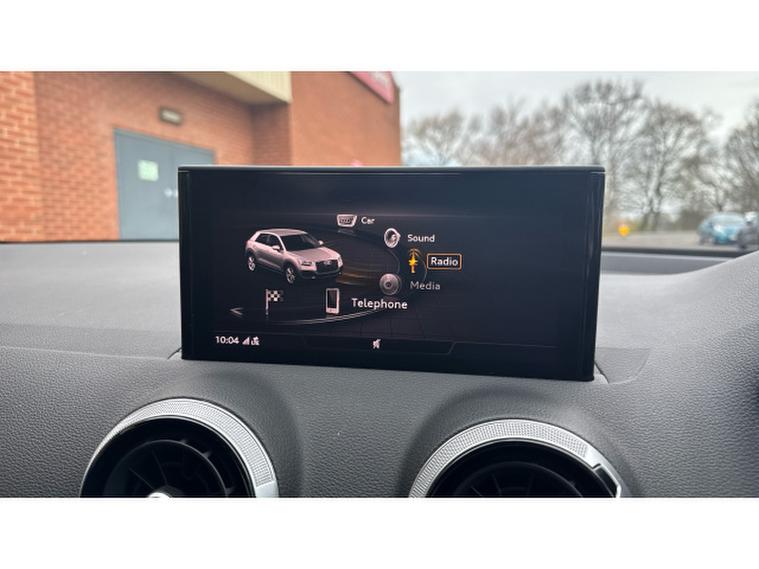 Car
Sound
Radio
Media
Telephone
10:04